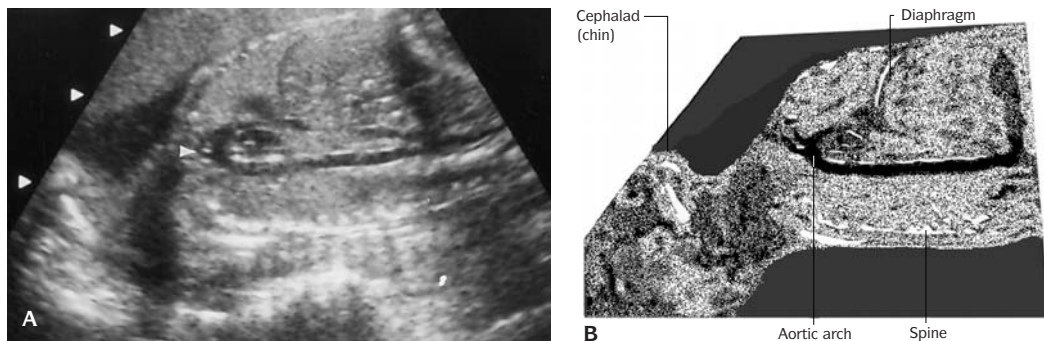 A
Cephalad
(chin)
Diaphragm
Aortic arch
Spine
B